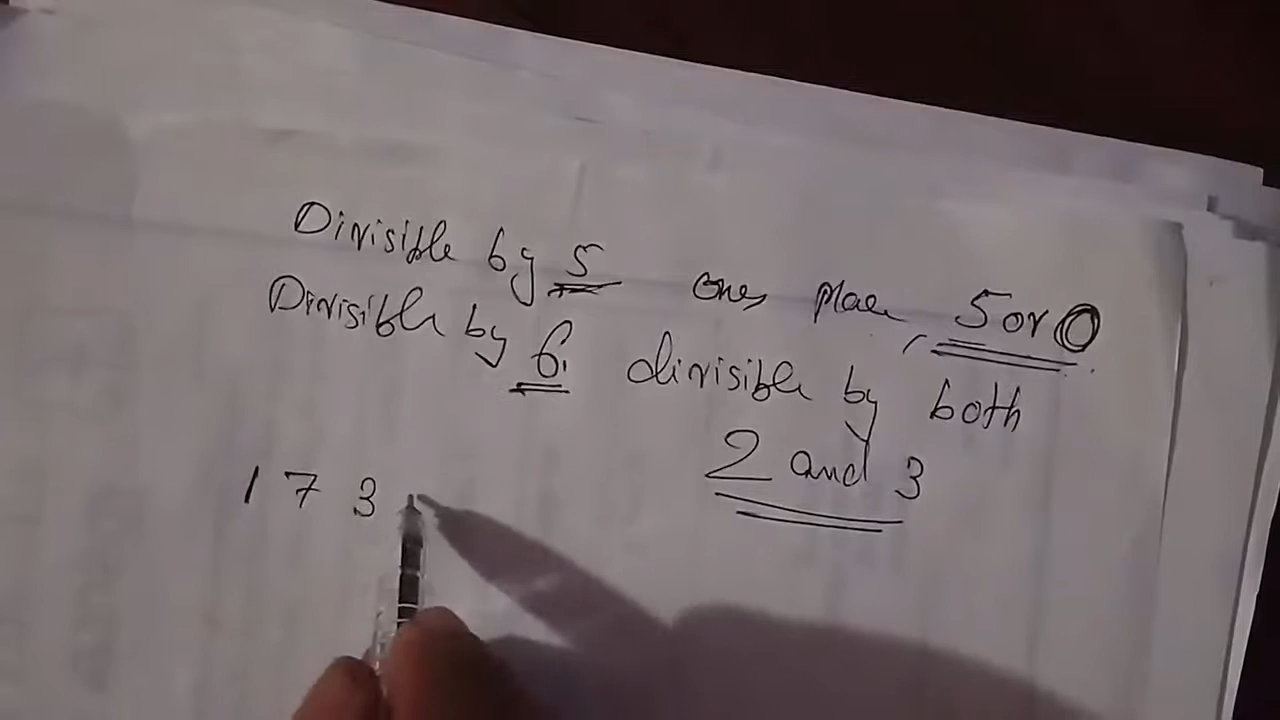 Divisible by 5 ones place, 5 or 0
Divisible by 6. divisible by both
2 and 3
1 7 3